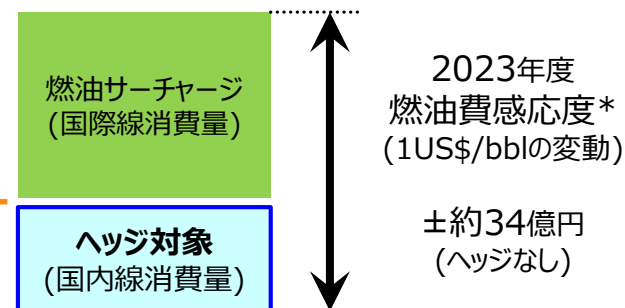 燃油サーチャージ
(国際線消費量)
ヘッジ対象
(国内線消費量)
2023年度
燃油費感応度*
(1US$/bblの変動)
±約34億円
(ヘッジなし)